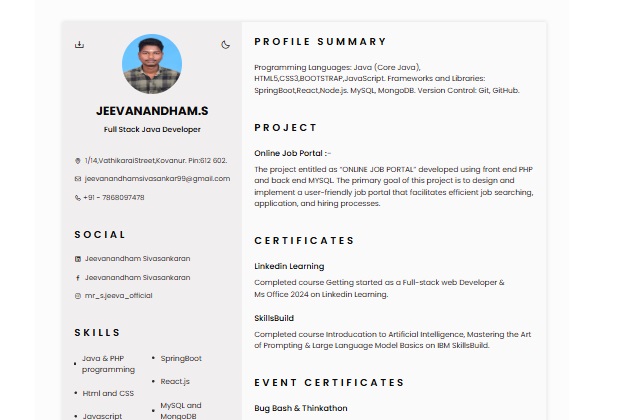 JEEVANANDHAM.S
Full Stack Java Developer
1/14,VathikaraiStreet,Kovanur. Pin:612 602.
jeevanandhamsivasankar99@gmail.com
+91 - 7868097478
SOCIAL
Jeevanandham Sivasankaran
Jeevanandham Sivasankaran
mr_s.jeeva_official
SKILLS
Java & PHP
programming
Html and CSS
Javascript
SpringBoot
React.js
MySQL and
MongoDB
PROFILE SUMMARY
Programming Languages: Java (Core Java),
HTML5,CSS3,BOOTSTRAP,JavaScript. Frameworks and Libraries:
SpringBoot,React,Node.js. MySQL, MongoDB. Version Control: Git, GitHub.
PROJECT
Online Job Portal :-
The project entitled as “ONLINE JOB PORTAL” developed using front end PHP
and back end MYSQL. The primary goal of this project is to design and
implement a user-friendly job portal that facilitates efficient job searching,
application, and hiring processes.
CERTIFICATES
Linkedin Learning
Completed course Getting started as a Full-stack web Developer &
Ms Office 2024 on Linkedin Learning.
SkillsBuild
Completed course Introducation to Artificial Intelligence, Mastering the Art
of Prompting & Large Language Model Basics on IBM SkillsBuild.
EVENT CERTIFICATES
Bug Bash & Thinkathon